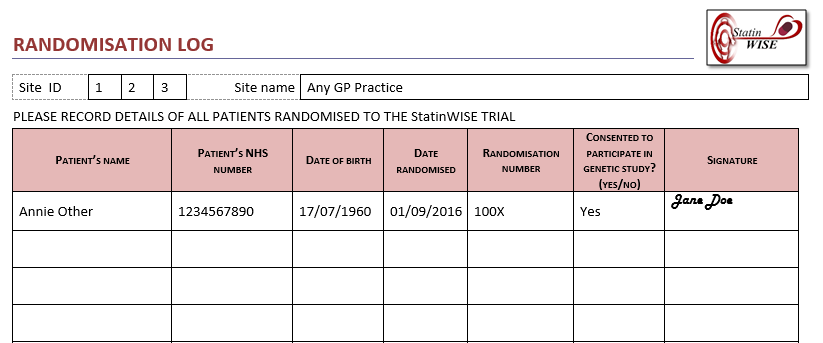 RANDOMISATION LOG
Statin
WISE
Site ID 1 2 3 Site name Any GP Practice
PLEASE RECORD DETAILS OF ALL PATIENTS RANDOMISED TO THE StatinWISE TRIAL
PATIENT'S NAME
PATIENT'S NHS
NUMBER
DATE OF BIRTH
DATE
RANDOMISED
RANDOMISATION
NUMBER
CONSENTED TO
PARTICIPATE IN
GENETIC STUDY?
(YES/NO)
SIGNATURE
Annie Other 1234567890 17/07/1960 01/09/2016 100X Yes Jane Doe